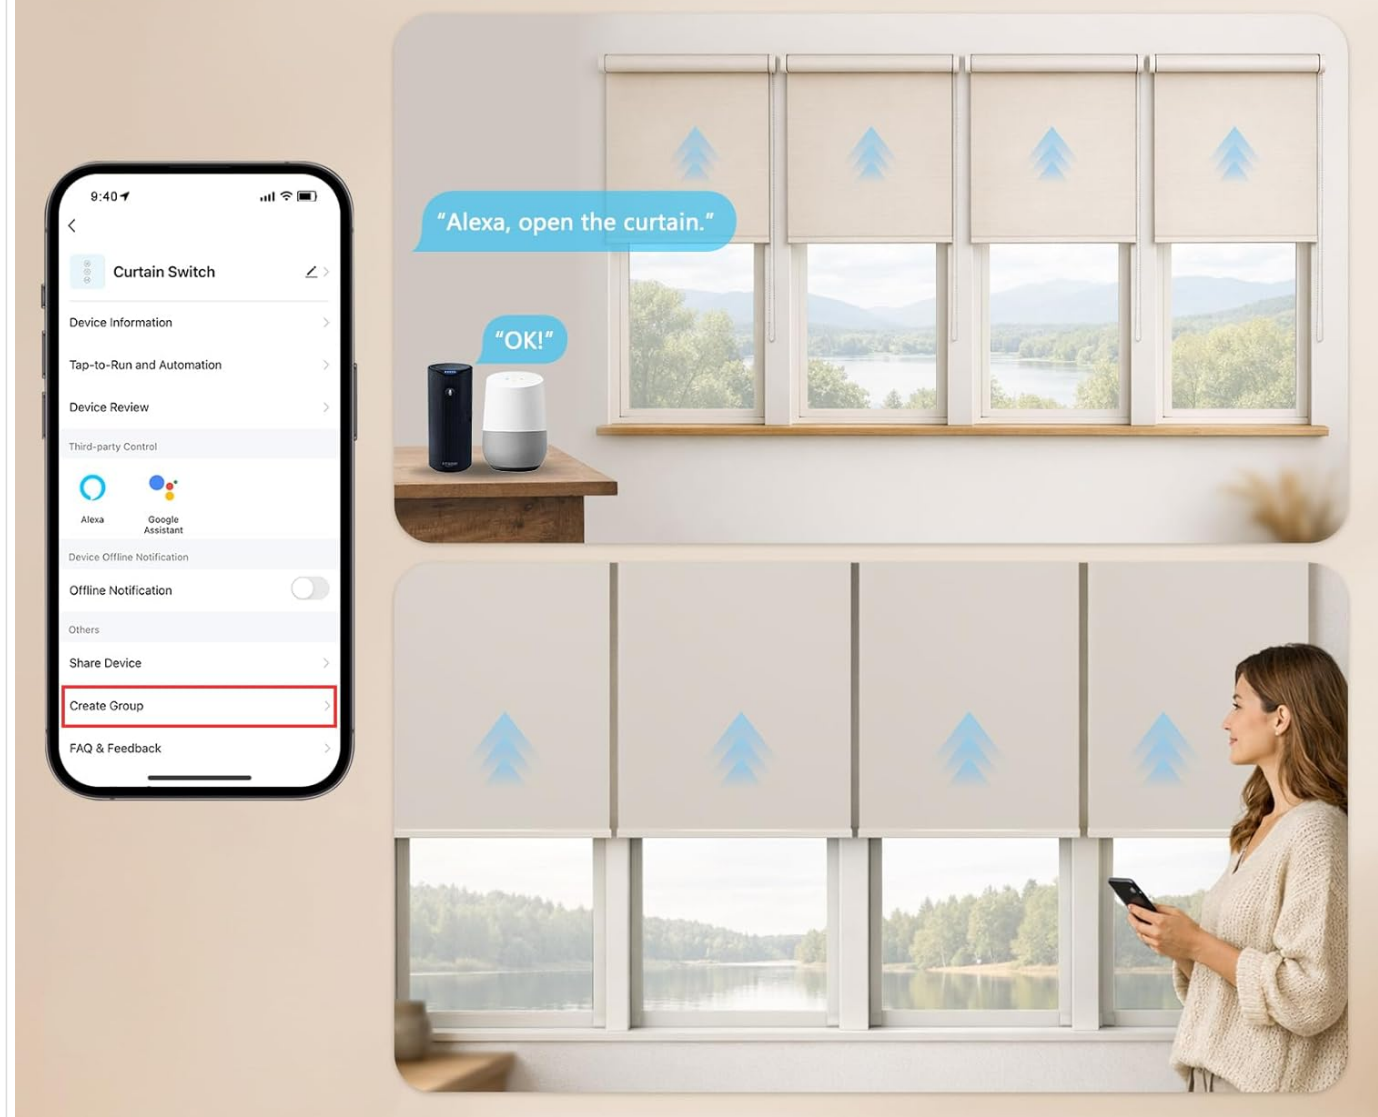 9:40
Curtain Switch
Device Information
Tap-to-Run and Automation
Device Review
Third-party Control
Alexa
Google
Assistant
Device Offline Notification
Offline Notification
Others
Share Device
Create Group
FAQ & Feedback
“Alexa, open the curtain.”
“OK!”